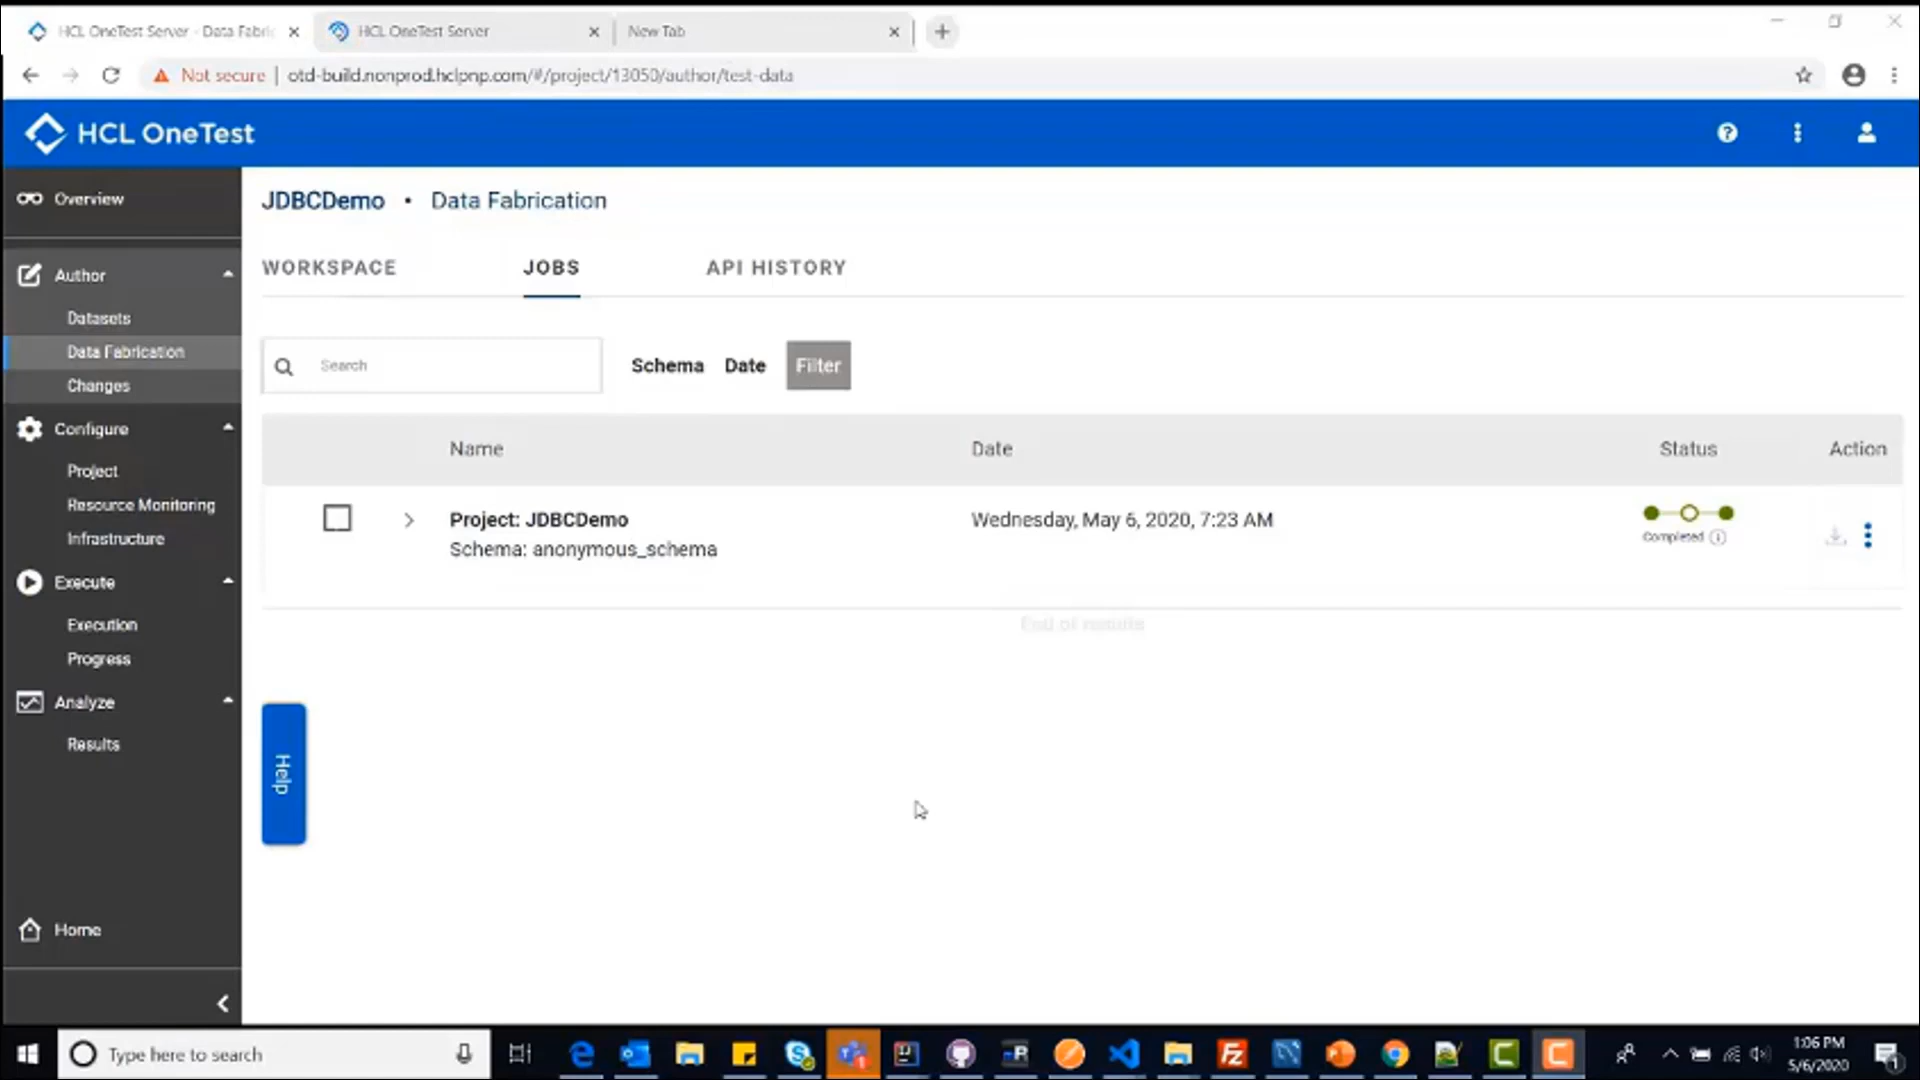 HCL OneTest Server - Data Fabric
HCL OneTest Server
New Tab
Not secure | otd-build.nonprod.hclpnp.com/#/project/13050/author/test-data
HCL OneTest
Overview
Author
Datasets
Data Fabrication
Changes
Configure
Project
Resource Monitoring
Infrastructure
Execute
Execution
Progress
Analyze
Results
Home
JDBCDemo • Data Fabrication
WORKSPACE JOBS API HISTORY
Search Schema Date Filter
Name Date Status Action
Project: JDBCDemo Wednesday, May 6, 2020, 7:23 AM
Schema: anonymous_schema Completed
End of results
Help
Type here to search
1:06 PM
5/6/2020